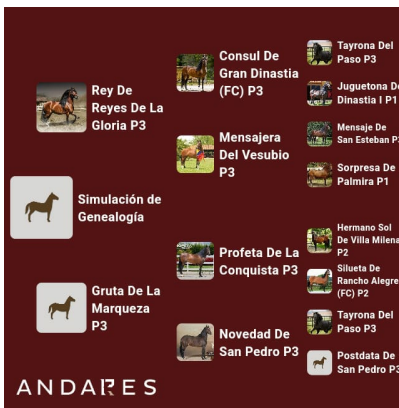 Rey De
Reyes De La
Gloria P3
Simulación de
Genealogía
Gruta De La
Marqueza
P3
Consul De
Gran Dinastia
(FC) P3
Mensajera
Del Vesubio
P3
Profeta De La
Conquista P3
Novedad De
San Pedro P3
Tayrona Del
Paso P3
Juguetona De
Dinastia I P1
Mensaje De
San Esteban P
Sorpresa De
Palmira P1
Hermano Sol
De Villa Milena
P2
Silueta De
Rancho Alegre
(FC) P2
Tayrona Del
Paso P3
Postdata De
San Pedro P3
ANDARES